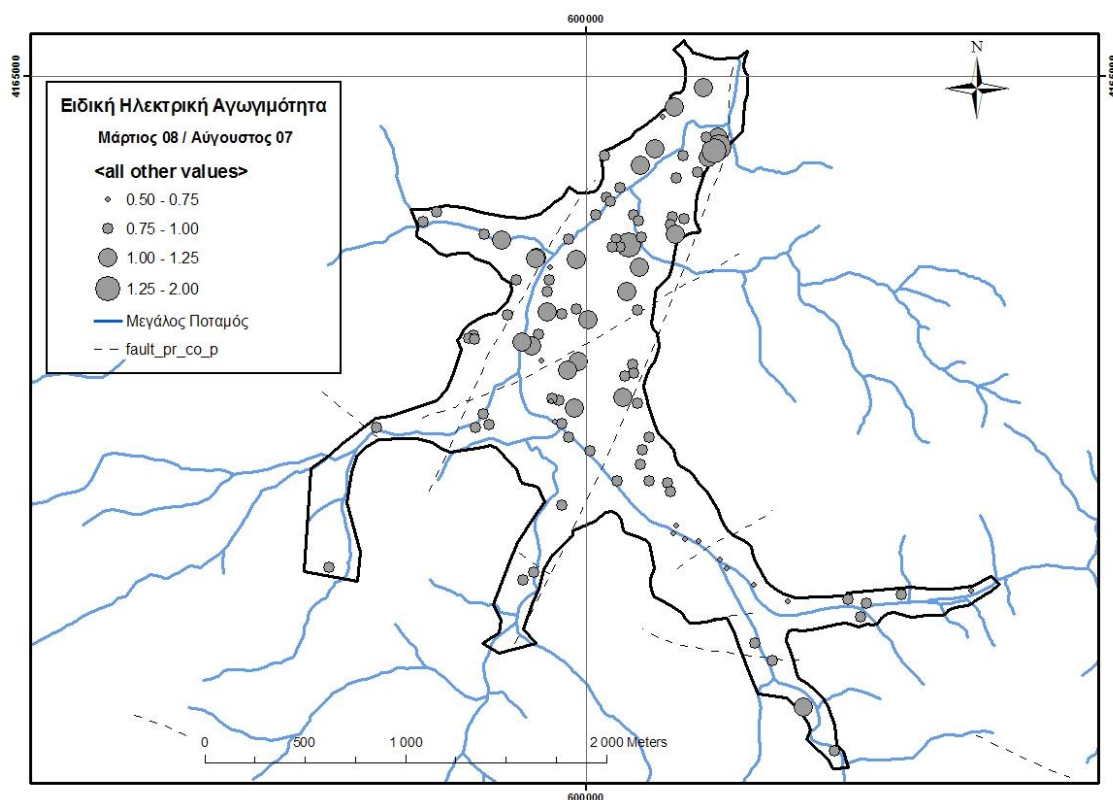 600000
4165000
4165000
N
Ειδική Ηλεκτρική Αγωγιμότητα
Μάρτιος 08 / Αύγουστος 07
<all other values>
0.50 - 0.75
0.75 - 1.00
1.00 - 1.25
1.25 - 2.00
Μεγάλος Ποταμός
fault_pr_co_p
0 500 1 000 2 000 Meters
600000